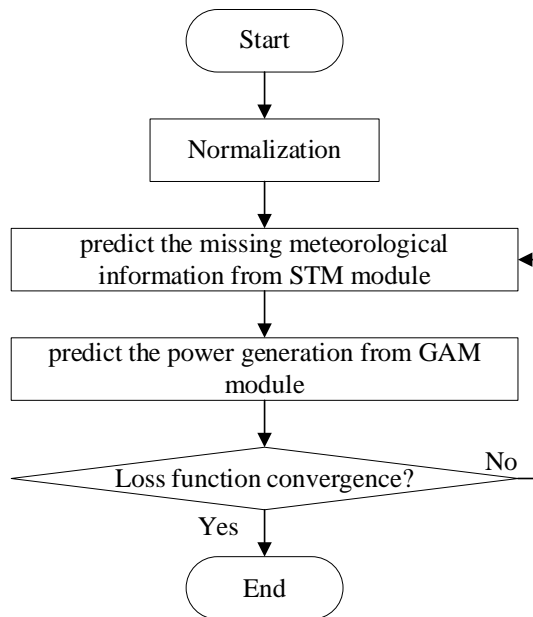 Start
Normalization
predict the missing meteorological
information from STM module
predict the power generation from GAM
module
Loss function convergence?
No
Yes
End